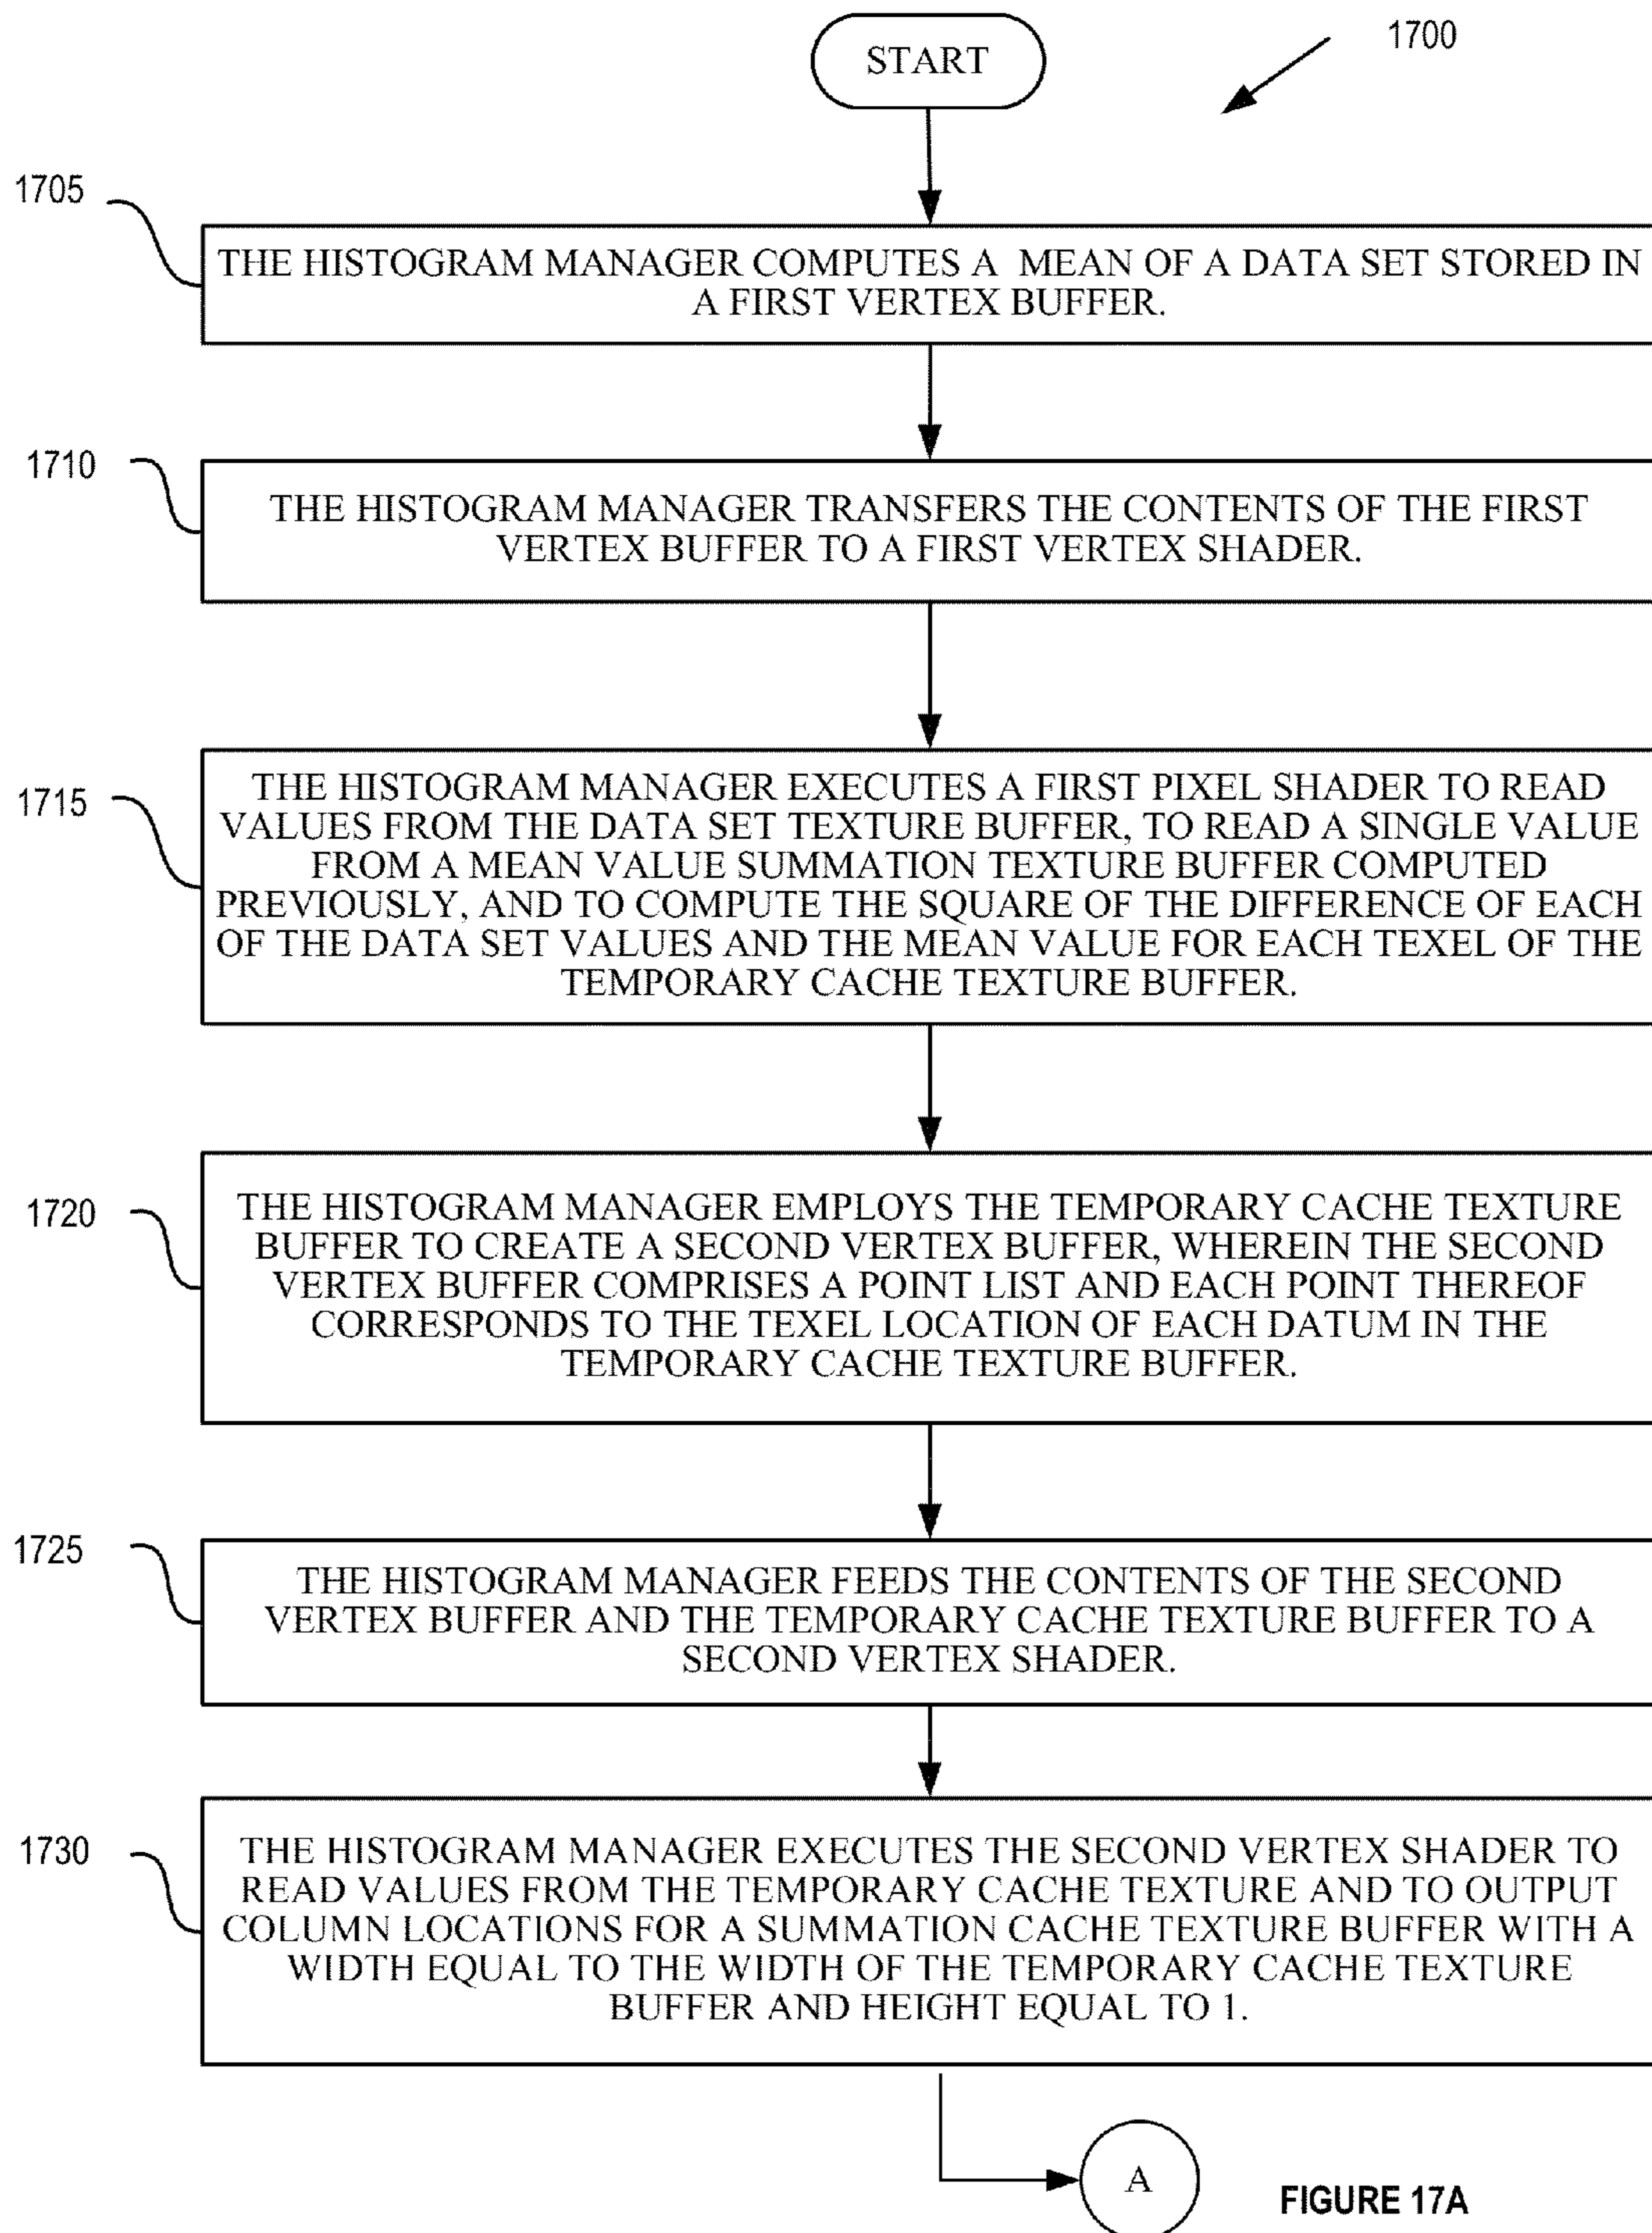 START
1700
1705
THE HISTOGRAM MANAGER COMPUTES A MEAN OF A DATA SET STORED IN
A FIRST VERTEX BUFFER.
1710
THE HISTOGRAM MANAGER TRANSFERS THE CONTENTS OF THE FIRST
VERTEX BUFFER TO A FIRST VERTEX SHADER.
1715
THE HISTOGRAM MANAGER EXECUTES A FIRST PIXEL SHADER TO READ
VALUES FROM THE DATA SET TEXTURE BUFFER, TO READ A SINGLE VALUE
FROM A MEAN VALUE SUMMATION TEXTURE BUFFER COMPUTED
PREVIOUSLY, AND TO COMPUTE THE SQUARE OF THE DIFFERENCE OF EACH
OF THE DATA SET VALUES AND THE MEAN VALUE FOR EACH TEXEL OF THE
TEMPORARY CACHE TEXTURE BUFFER.
1720
THE HISTOGRAM MANAGER EMPLOYS THE TEMPORARY CACHE TEXTURE
BUFFER TO CREATE A SECOND VERTEX BUFFER, WHEREIN THE SECOND
VERTEX BUFFER COMPRISES A POINT LIST AND EACH POINT THEREOF
CORRESPONDS TO THE TEXEL LOCATION OF EACH DATUM IN THE
TEMPORARY CACHE TEXTURE BUFFER.
1725
THE HISTOGRAM MANAGER FEEDS THE CONTENTS OF THE SECOND
VERTEX BUFFER AND THE TEMPORARY CACHE TEXTURE BUFFER TO A
SECOND VERTEX SHADER.
1730
THE HISTOGRAM MANAGER EXECUTES THE SECOND VERTEX SHADER TO
READ VALUES FROM THE TEMPORARY CACHE TEXTURE AND TO OUTPUT
COLUMN LOCATIONS FOR A SUMMATION CACHE TEXTURE BUFFER WITH A
WIDTH EQUAL TO THE WIDTH OF THE TEMPORARY CACHE TEXTURE
BUFFER AND HEIGHT EQUAL TO 1.
A
FIGURE 17A